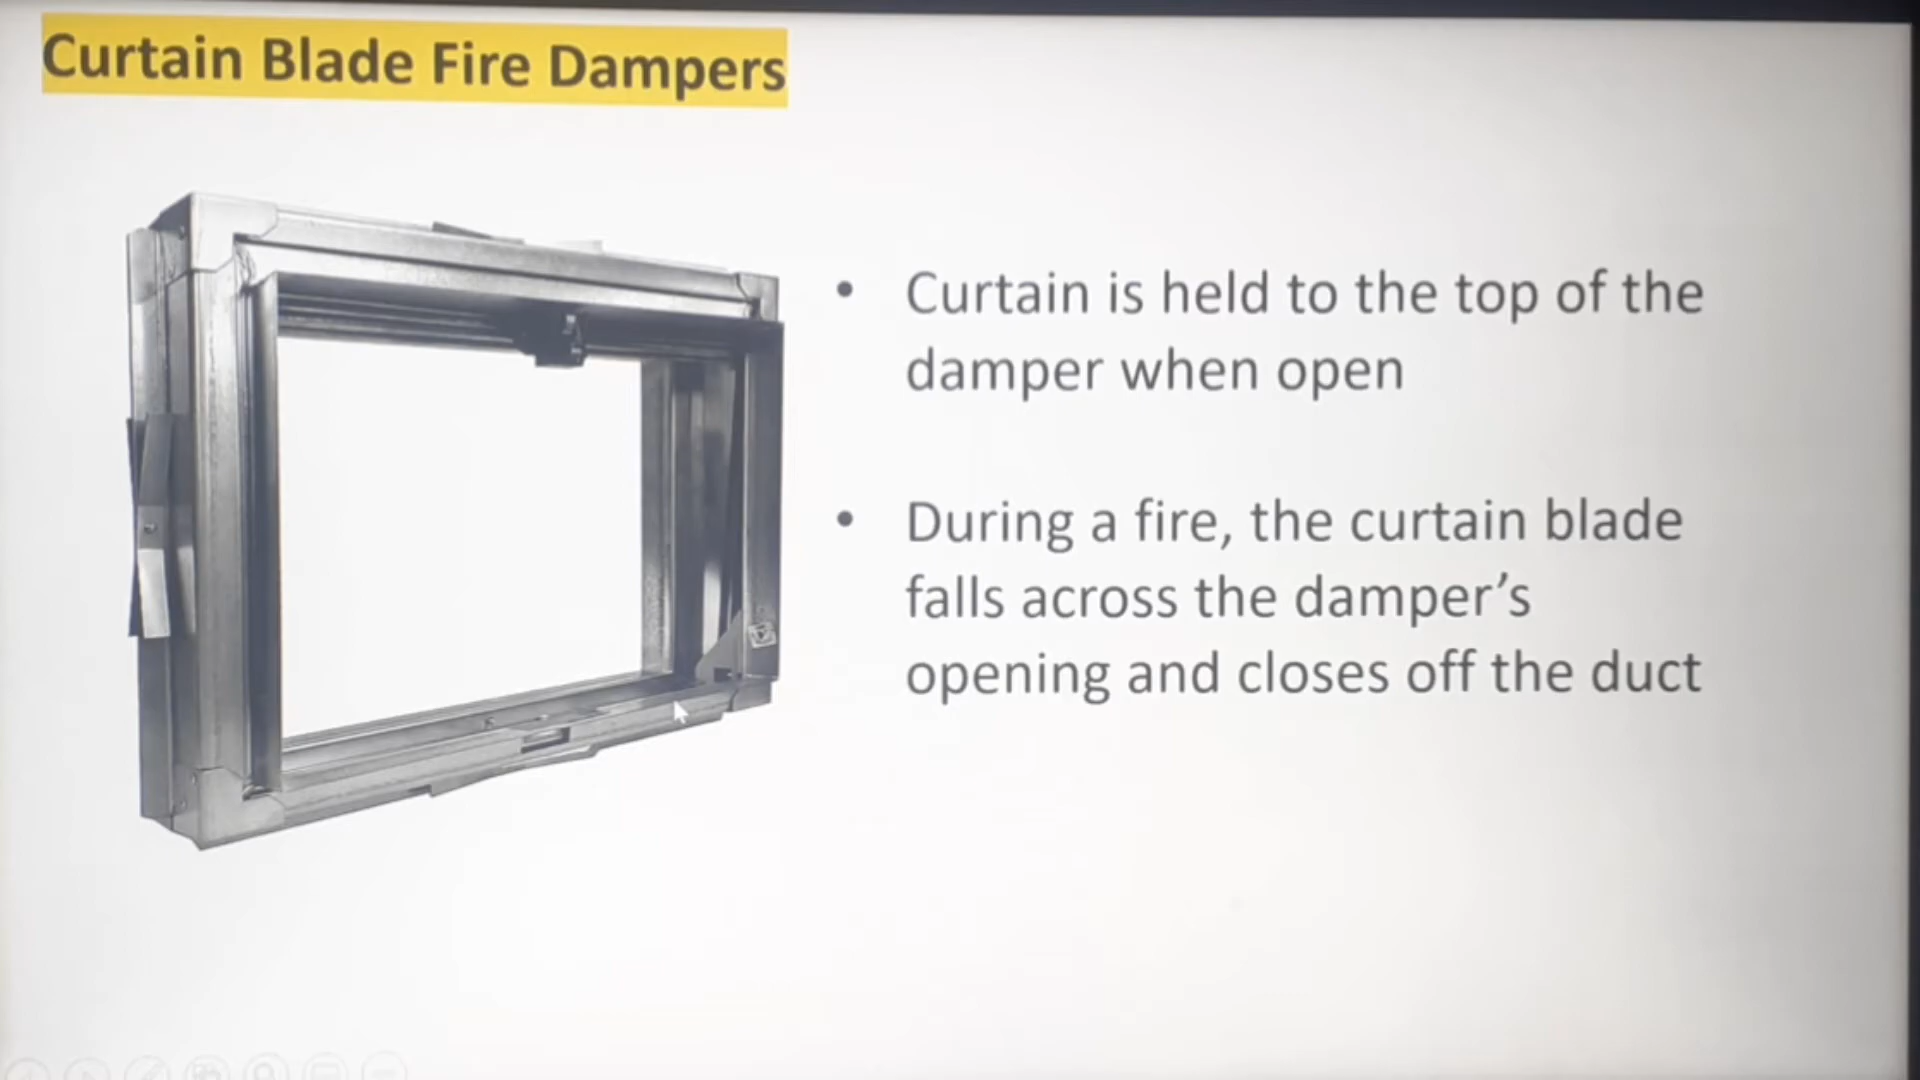 Curtain Blade Fire Dampers
• Curtain is held to the top of the
damper when open
• During a fire, the curtain blade
falls across the damper’s
opening and closes off the duct